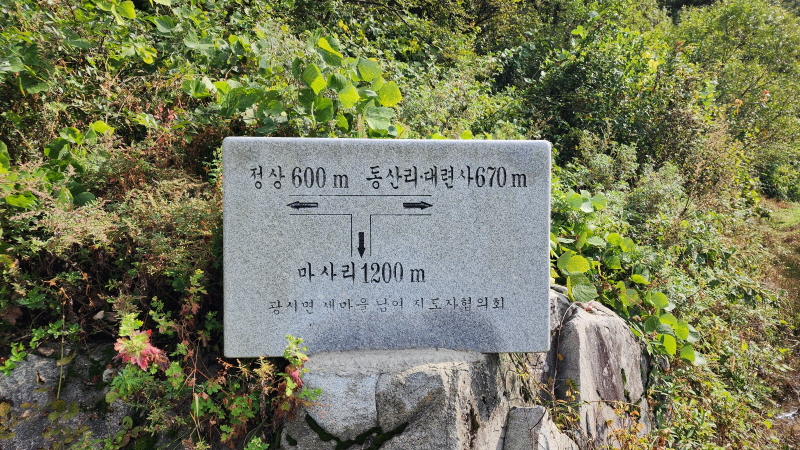 정상 600 m 동산리·대련사 670 m
마사리 1200 m
광시면 새마을 남여 지도자협의회